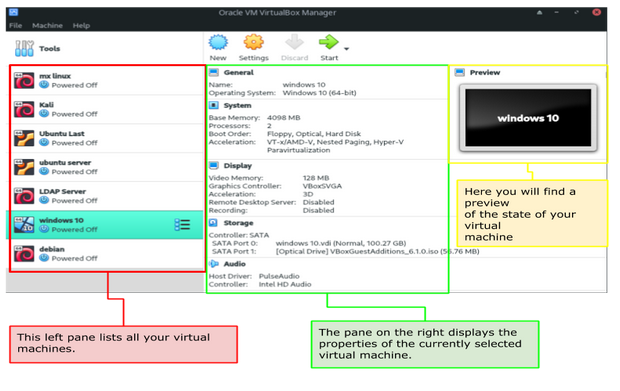 Oracle VM VirtualBox Manager
File Machine Help
Tools
New Settings Discard Start
mx linux
Powered Off
Kali
Powered Off
Ubuntu Last
Powered Off
ubuntu server
Powered Off
LDAP Server
Powered Off
windows 10
Powered Off
debian
Powered Off
General
Name: windows 10
Operating System: Windows 10 (64-bit)
System
Base Memory: 4098 MB
Processors: 2
Boot Order: Floppy, Optical, Hard Disk
Acceleration: VT-x/AMD-V, Nested Paging, Hyper-V
Paravirtualization
Display
Video Memory: 128 MB
Graphics Controller: VBoxSVGA
Acceleration: 3D
Remote Desktop Server: Disabled
Recording: Disabled
Storage
Controller: SATA
SATA Port 0: windows 10.vdi (Normal, 100.27 GB)
SATA Port 1: [Optical Drive] VBoxGuestAdditions_6.1.0.iso (56.76 MB)
Audio
Host Driver: PulseAudio
Controller: Intel HD Audio
Preview
windows 10
Here you will find a
preview
of the state of your
virtual
machine
This left pane lists all your virtual
machines.
The pane on the right displays the
properties of the currently selected
virtual machine.